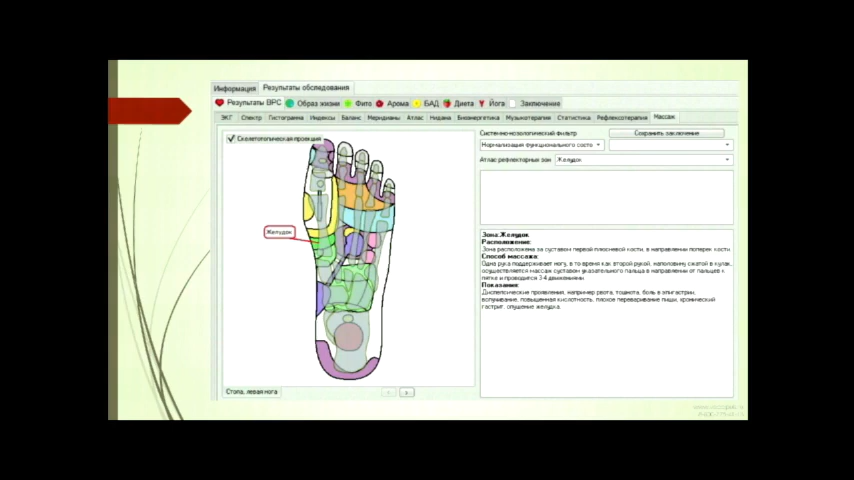 Информация Результаты обследования
Результаты ВРС Образ жизни Фито Арома БАД Диета Йога Заключение
ЭКГ Спектр Гистограмма Индексы Баланс Меридианы Атлас Накшатра Биоэнергетика Музыкотерапия Статистика Рефлексотерапия Массаж
Скелетотопическая проекция
Желудок
Стопа, левая нога
Системно-нозологический фильтр
Сохранить заключение
Нормализация функционального состо
Атлас рефлекторных зон Желудок
Зона Желудок
Расположение:
Зона расположена за суставом первой плюсневой кости, в направлении поперек кости
Способ массажа:
Одна рука поддерживает ногу, в то время как второй рукой, наполовину сжатой в кулак,
осуществляется массаж суставом указательного пальца в направлении от пальцев к
пятке и проводится 3-4 движениями
Показания:
Диспепсические проявления, например рвота, тошнота, боль в эпигастрии,
вспучивание, повышенная кислотность, плохое переваривание пищи, хронический
гастрит, опущение желудка.